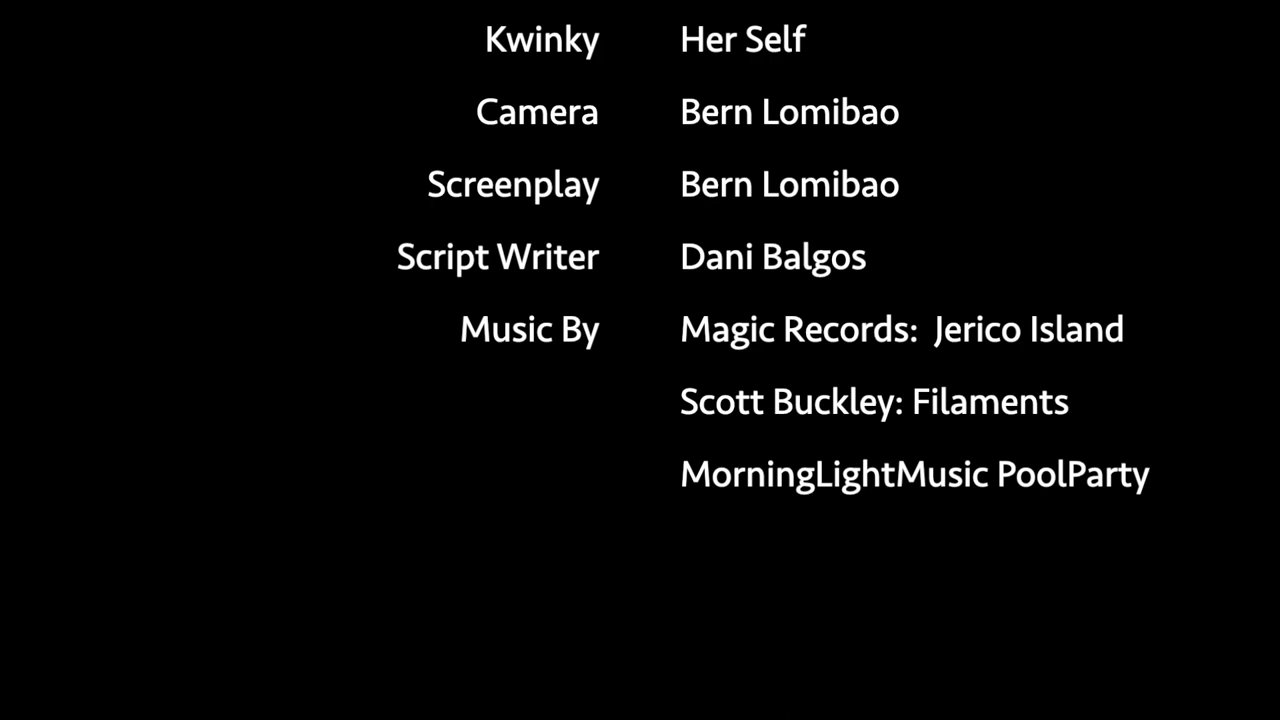 Kwinky Her Self
Camera Bern Lomibao
Screenplay Bern Lomibao
Script Writer Dani Balgos
Music By Magic Records:  Jerico Island
Scott Buckley: Filaments
MorningLightMusic PoolParty